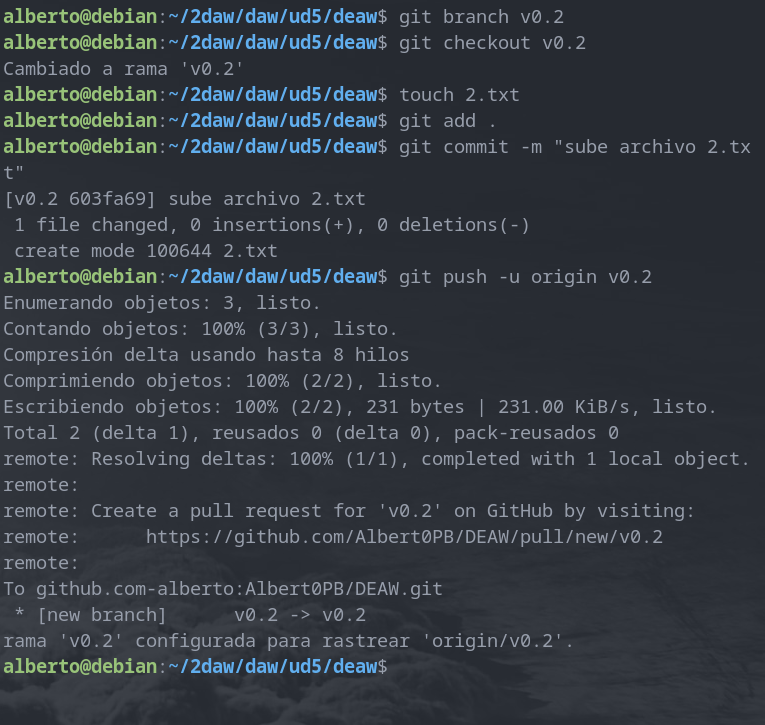 alberto@debian:~/2daw/daw/ud5/deaw$ git branch v0.2
alberto@debian:~/2daw/daw/ud5/deaw$ git checkout v0.2
Cambiado a rama 'v0.2'
alberto@debian:~/2daw/daw/ud5/deaw$ touch 2.txt
alberto@debian:~/2daw/daw/ud5/deaw$ git add .
alberto@debian:~/2daw/daw/ud5/deaw$ git commit -m "sube archivo 2.tx
t"
[v0.2 603fa69] sube archivo 2.txt
 1 file changed, 0 insertions(+), 0 deletions(-)
 create mode 100644 2.txt
alberto@debian:~/2daw/daw/ud5/deaw$ git push -u origin v0.2
Enumerando objetos: 3, listo.
Contando objetos: 100% (3/3), listo.
Compresión delta usando hasta 8 hilos
Comprimiendo objetos: 100% (2/2), listo.
Escribiendo objetos: 100% (2/2), 231 bytes | 231.00 KiB/s, listo.
Total 2 (delta 1), reusados 0 (delta 0), pack-reusados 0
remote: Resolving deltas: 100% (1/1), completed with 1 local object.
remote:
remote: Create a pull request for 'v0.2' on GitHub by visiting:
remote:      https://github.com/Albert0PB/DEAW/pull/new/v0.2
remote:
To github.com-alberto:Albert0PB/DEAW.git
 * [new branch]      v0.2 -> v0.2
rama 'v0.2' configurada para rastrear 'origin/v0.2'.
alberto@debian:~/2daw/daw/ud5/deaw$